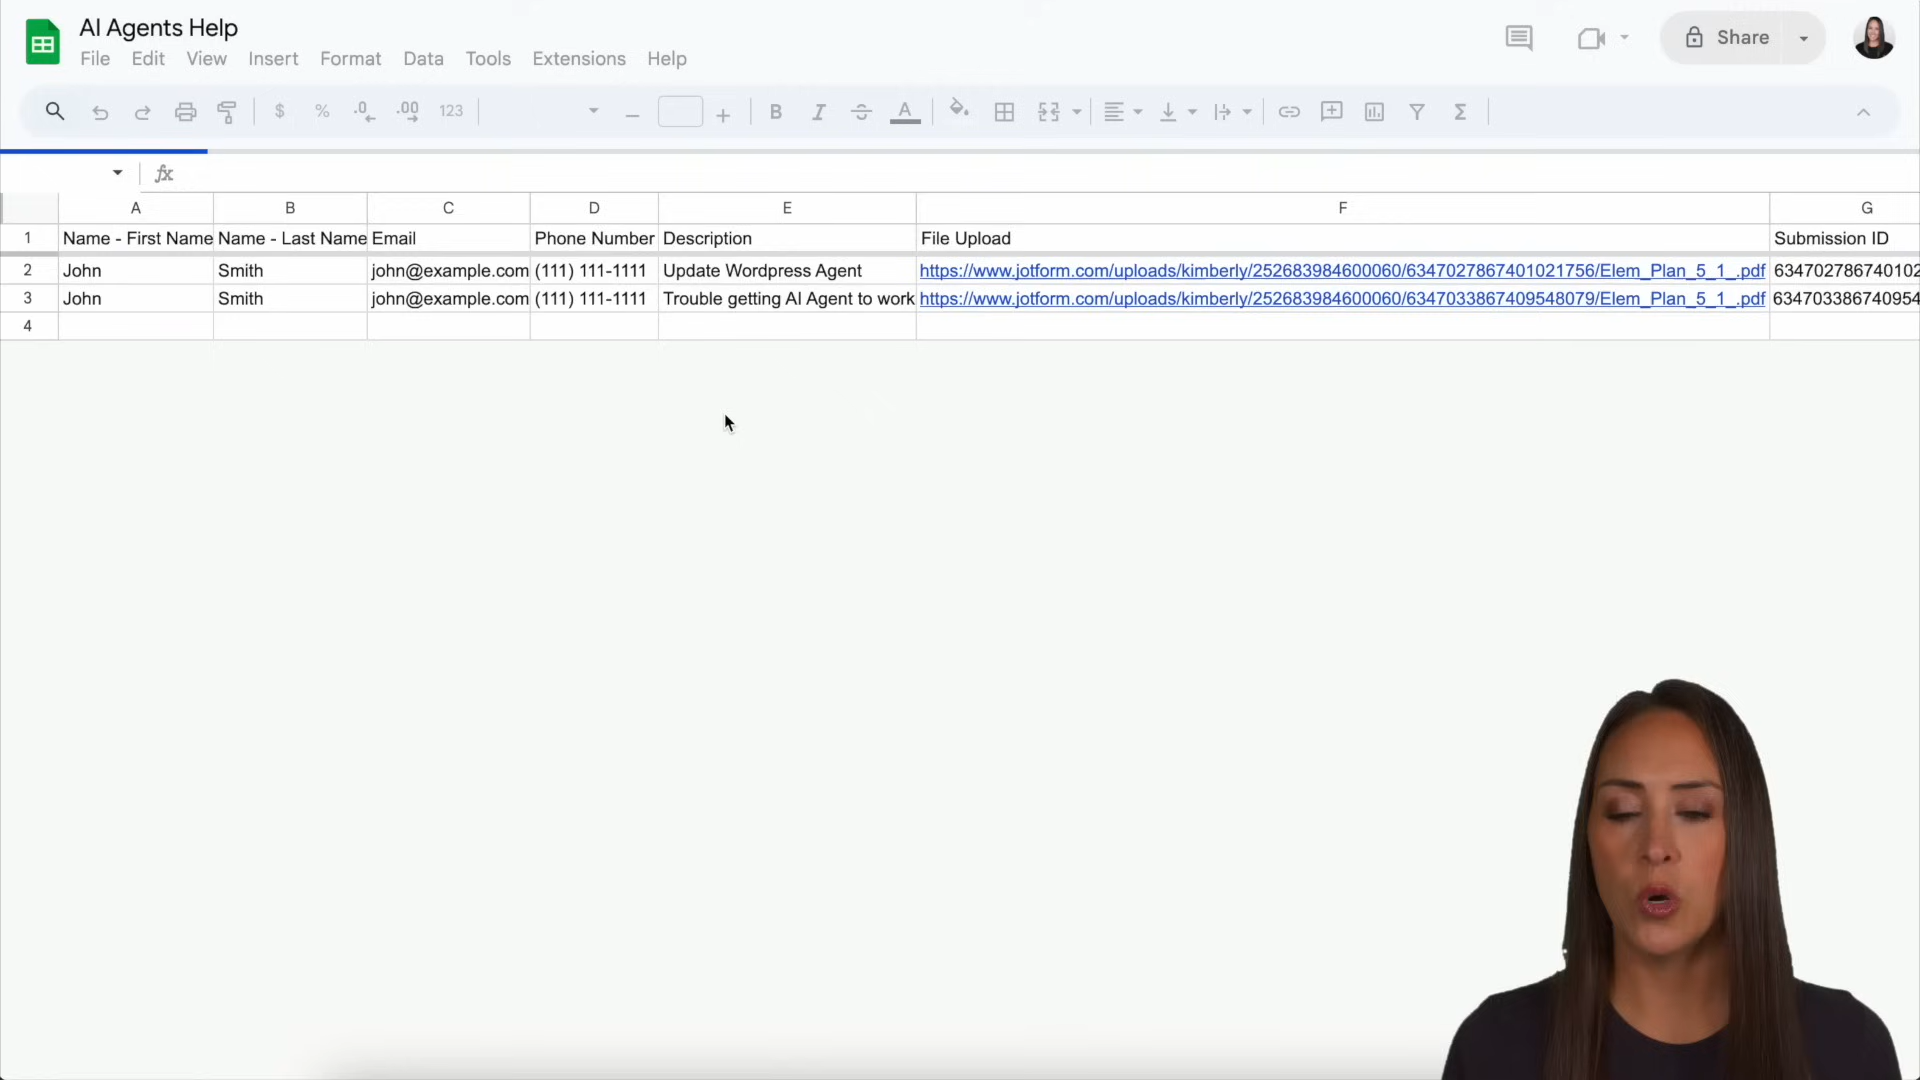 AI Agents Help
File Edit View Insert Format Data Tools Extensions Help
Share
$ % .0 .00 123 B I S A Σ
fx
A B C D E F G
1 Name - First Name Name - Last Name Email Phone Number Description File Upload Submission ID
2 John Smith john@example.com (111) 111-1111 Update Wordpress Agent https://www.jotform.com/uploads/kimberly/252683984600060/6347027867401021756/Elem_Plan_5_1_.pdf 634702786740102
3 John Smith john@example.com (111) 111-1111 Trouble getting AI Agent to work https://www.jotform.com/uploads/kimberly/252683984600060/6347033867409548079/Elem_Plan_5_1_.pdf 634703386740954
4